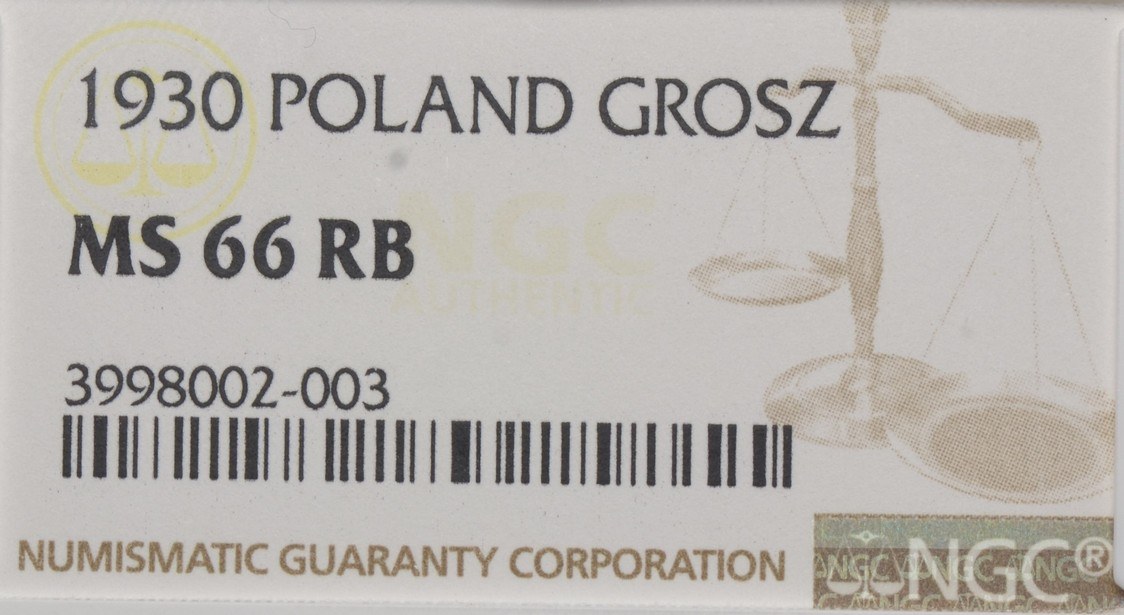 1930 POLAND GROSZ
MS 66 RB
NGC
AUTHENTIC
3998002-003
NUMISMATIC GUARANTY CORPORATION
NGC®